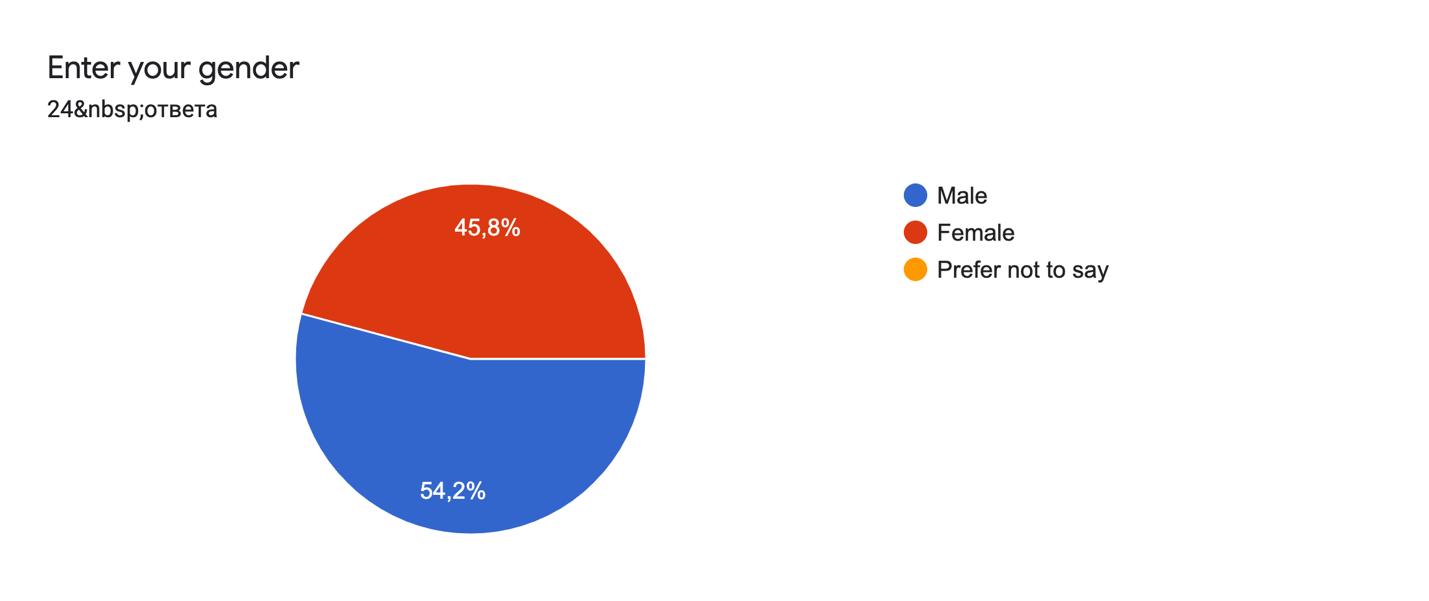 Enter your gender
24&nbsp;ответа
45,8%
54,2%
Male
Female
Prefer not to say